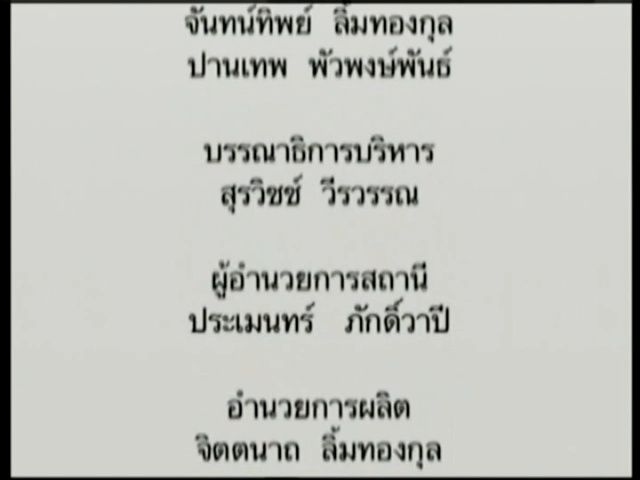 จันทน์ทิพย์ ลิ้มทองกุล
ปานเทพ พัวพงษ์พันธ์
บรรณาธิการบริหาร
สุรวิชช์ วีรวรรณ
ผู้อำนวยการสถานี
ประเมนทร์ ภักดิ์วาปี
อำนวยการผลิต
จิตตนาถ ลิ้มทองกุล